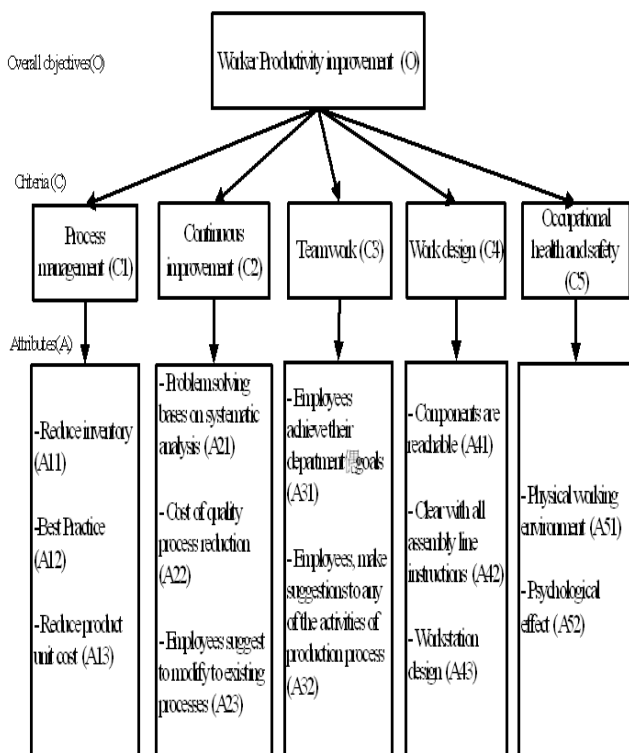 Overall objectives(O)
Worker Productivity improvement (O)
Criteria (C)
Process
management (C1)
Continuous
improvement (C2)
Teamwork (C3)
Work design (C4)
Occupational
health and safety
(C5)
Attributes(A)
-Reduce inventory
(A11)
-Best Practice
(A12)
-Reduce product
unit cost (A13)
-Problem solving
based on systematic
analysis (A21)
-Cost of quality
process reduction
(A22)
-Employees suggest
to modify to existing
processes (A23)
-Employees
achieve their
department goals
(A31)
-Employees, make
suggestions to any
of the activities of
production process
(A32)
-Components are
reachable (A41)
-Clear with all
assembly line
instructions (A42)
-Workstation
design (A43)
-Physical working
environment (A51)
-Psychological
effect (A52)